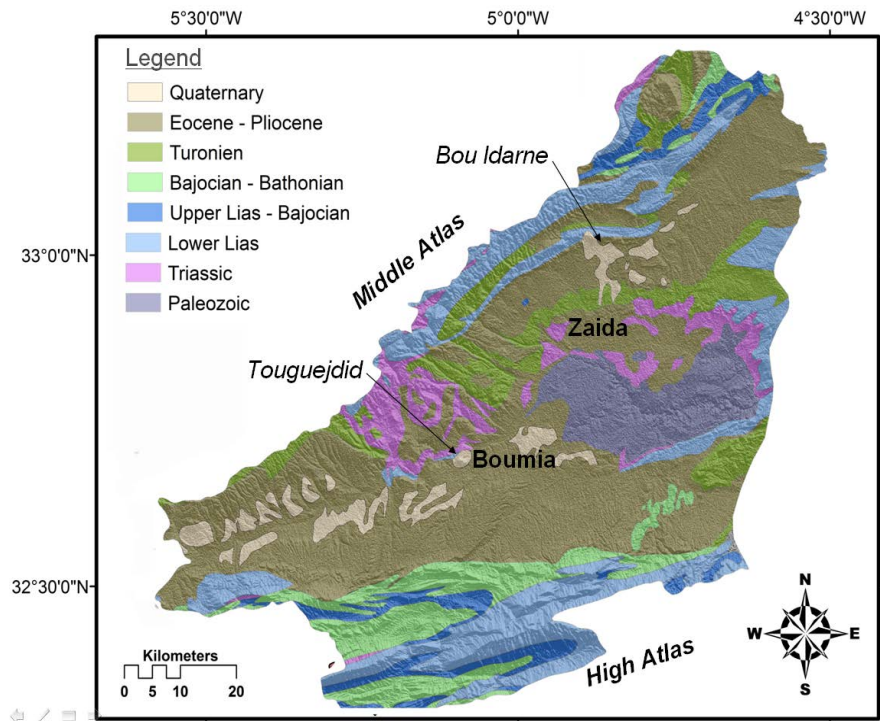 5°30'0"W
5°00'0"W
4°30'0"W
Legend
Quaternary
Eocene - Pliocene
Turonien
Bajocian - Bathonian
Upper Lias - Bajocian
Lower Lias
Triassic
Paleozoic
Bou Idarne
33°0'0"N
Middle Atlas
Zaida
Touguejdid
Boumia
32°30'0"N
High Atlas
Kilometers
0 5 10 20
N
W E
S